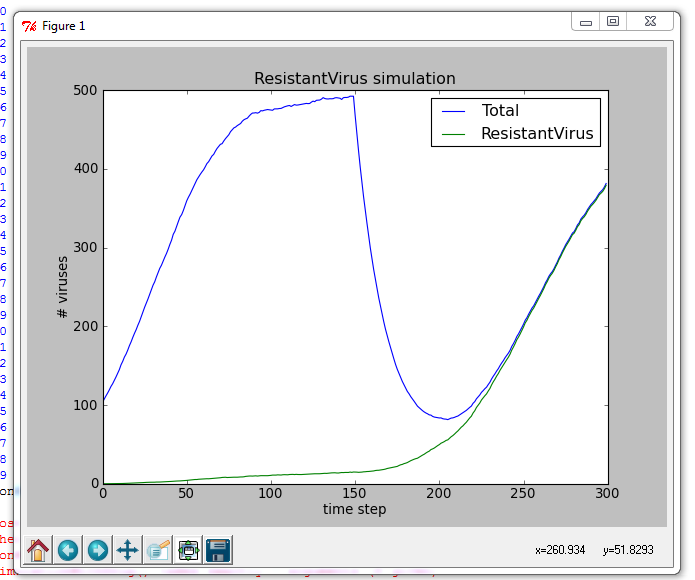 Figure 1
ResistantVirus simulation
500
400
300
200
100
0
# viruses
Total
ResistantVirus
0 50 100 150 200 250 300
time step
x=260.934 y=51.8293